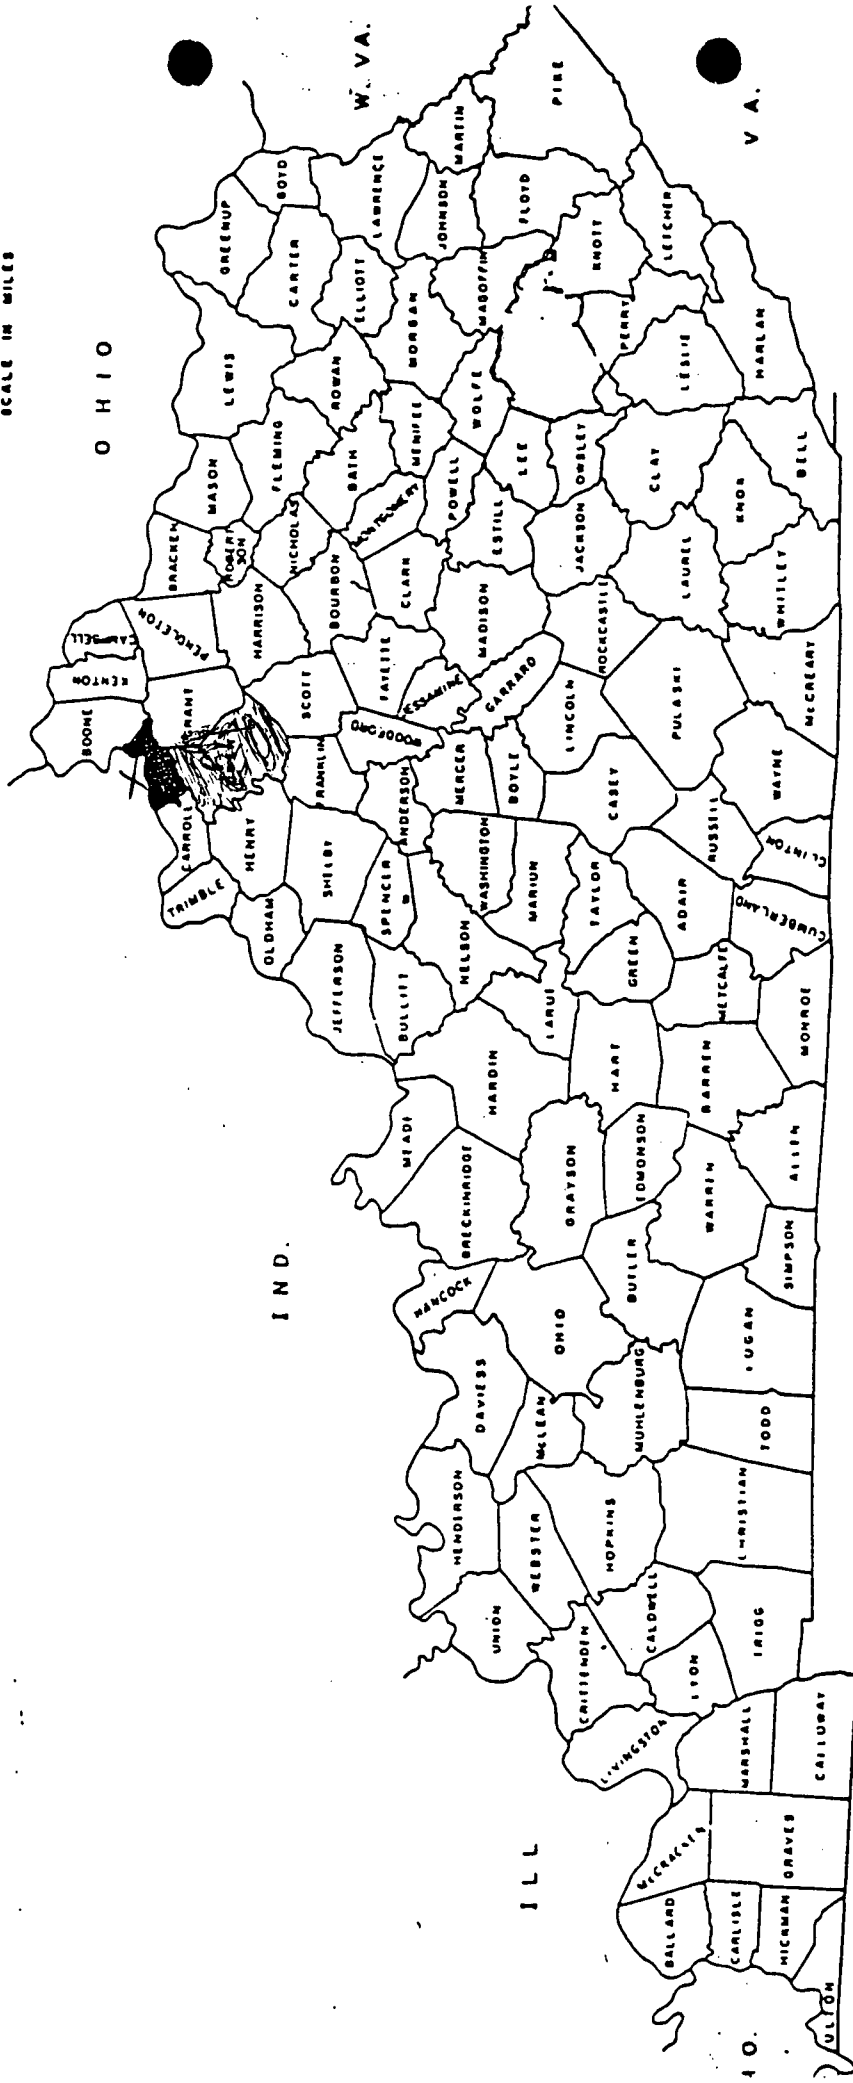 SCALE IN MILES
OHIO
W. VA.
VA.
IND.
ILL
BOONE
KENTON
CAMPBELL
GRANT
PENDLETON
BRACKEN
MASON
LEWIS
GREENUP
BOYD
CARTER
ROBERTSON
FLEMING
ROWAN
ELLIOTT
LAWRENCE
TRIMBLE
CARROLL
HENRY
OLDHAM
SHELBY
FRANKLIN
SCOTT
HARRISON
NICHOLAS
BOURBON
BATH
MONTGOMERY
MENIFEE
MORGAN
JOHNSON
MARTIN
JEFFERSON
BULLITT
SPENCER
ANDERSON
WOODFORD
FAYETTE
JESSAMINE
CLARK
POWELL
WOLFE
MAGOFFIN
FLOYD
PIKE
MEADE
HARDIN
NELSON
WASHINGTON
MERCER
BOYLE
GARRARD
MADISON
ESTILL
LEE
OWSLEY
JACKSON
PERRY
KNOTT
LETCHER
HANCOCK
BRECKINRIDGE
GRAYSON
LARUE
MARION
TAYLOR
GREEN
CASEY
LINCOLN
ROCKCASTLE
CLAY
LESLIE
HARLAN
HENDERSON
DAVIESS
OHIO
McLEAN
MUHLENBURG
BUTLER
EDMONSON
HART
METCALFE
ADAIR
RUSSELL
PULASKI
LAUREL
KNOX
BELL
WHITLEY
McCREARY
WAYNE
CLINTON
CUMBERLAND
MONROE
BARREN
WARREN
ALLEN
SIMPSON
LOGAN
TODD
CHRISTIAN
HOPKINS
WEBSTER
UNION
CRITTENDEN
CALDWELL
LYON
TRIGG
LIVINGSTON
MARSHALL
CALLOWAY
McCRACKEN
GRAVES
BALLARD
CARLISLE
HICKMAN
FULTON